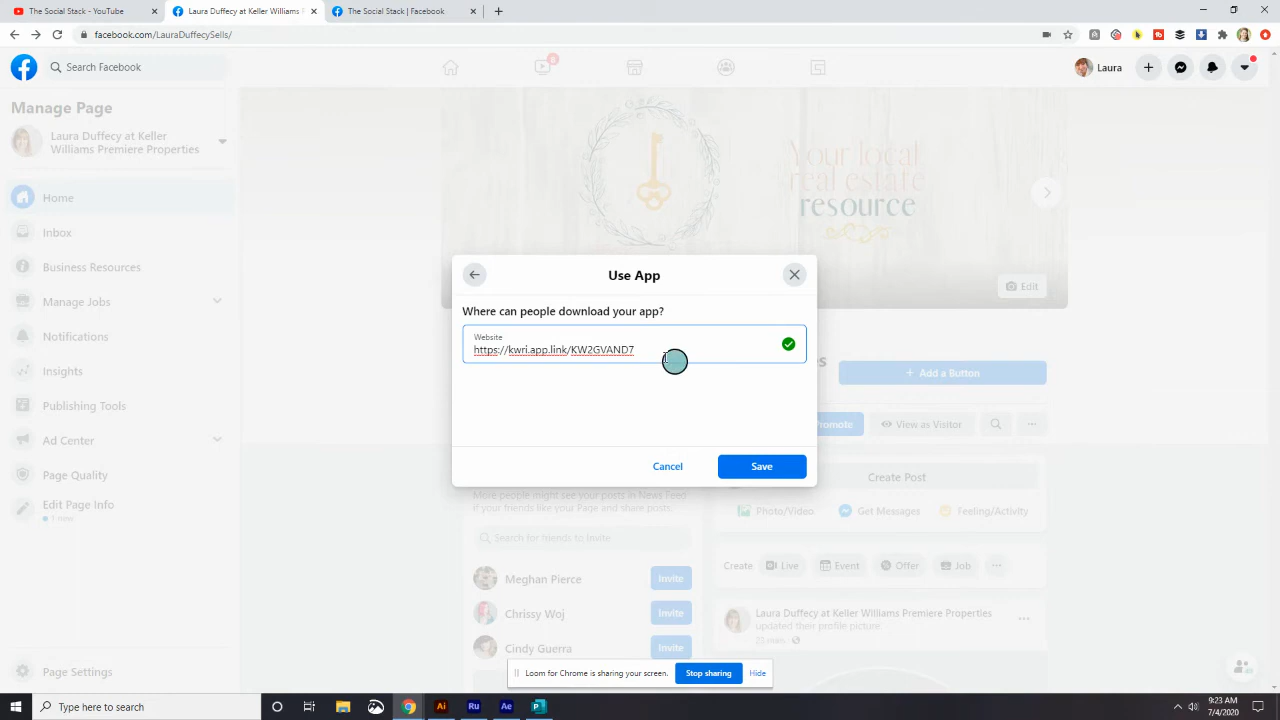 The Social Stack - YouTube
Laura Duffecy at Keller Williams P
The Social Stack | Facebook
facebook.com/LauraDuffecySells/
Search Facebook
8
Laura
Manage Page
Laura Duffecy at Keller
Williams Premiere Properties
Home
Inbox
Business Resources
Manage Jobs
Notifications
Insights
Publishing Tools
Ad Center
Page Quality
Edit Page Info
1 new
Page Settings
Your local
real estate
resource
Edit
Use App
Where can people download your app?
Website
https://kwri.app.link/KW2GVAND7
Cancel
Save
es
+ Add a Button
Promote
View as Visitor
More people might see your posts in News Feed
if your friends like your Page and share posts.
Search for friends to Invite
Meghan Pierce
Invite
Chrissy Woj
Invite
Cindy Guerra
Invite
Create Post
Photo/Video
Get Messages
Feeling/Activity
Create
Live
Event
Offer
Job
Laura Duffecy at Keller Williams Premiere Properties
updated their profile picture.
Loom for Chrome is sharing your screen.
Stop sharing
Hide
Type here to search
Ai
Ru
Ae
P
9:23 AM
7/4/2020